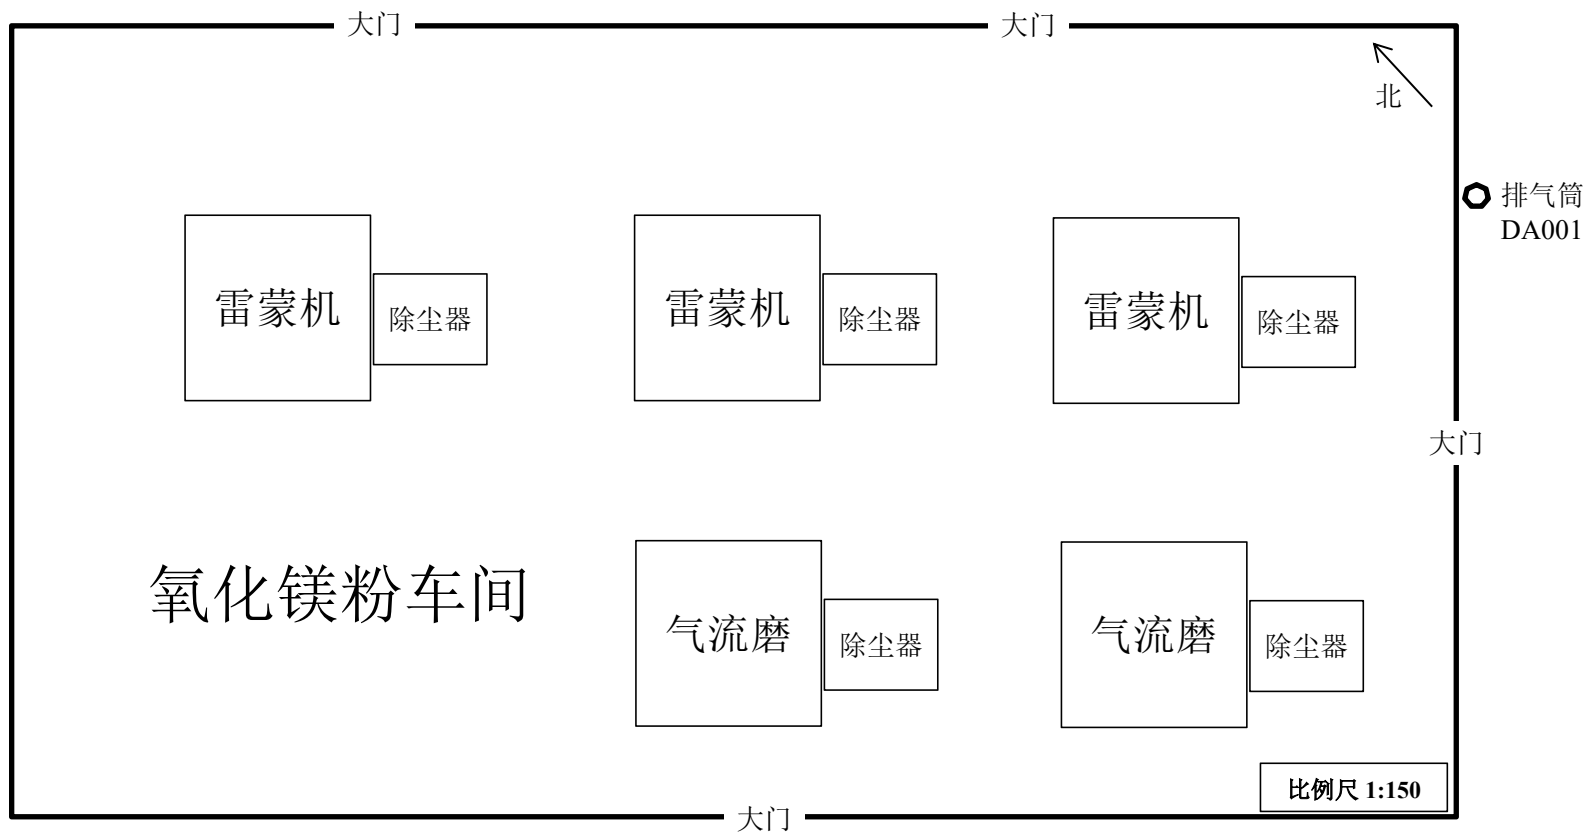 大门
大门
北
排气筒
DA001
雷蒙机
除尘器
雷蒙机
除尘器
雷蒙机
除尘器
大门
氧化镁粉车间
气流磨
除尘器
气流磨
除尘器
比例尺 1:150
大门